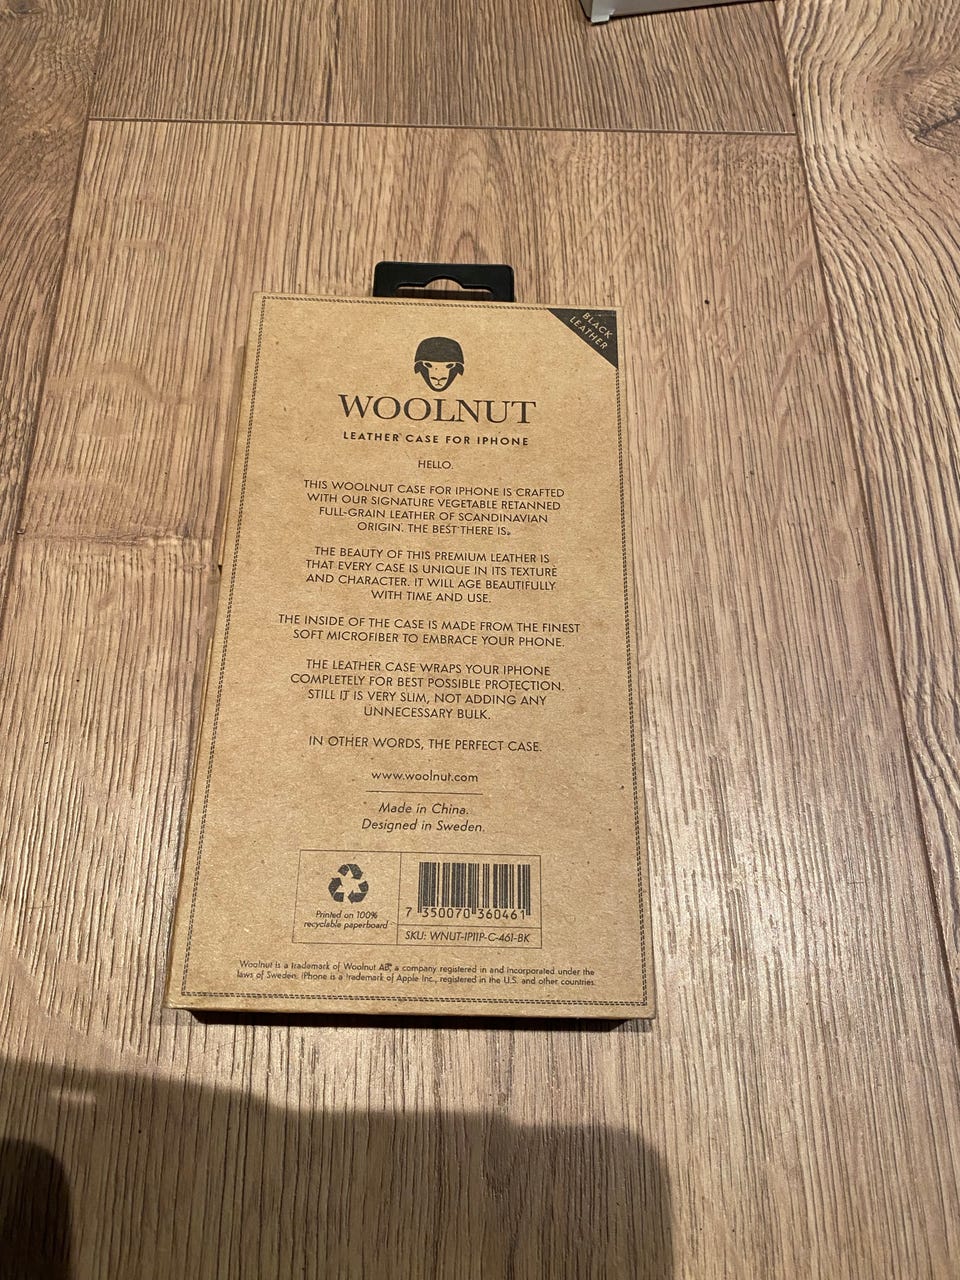 BLACK
LEATHER
WOOLNUT
LEATHER CASE FOR IPHONE
HELLO.
THIS WOOLNUT CASE FOR IPHONE IS CRAFTED
WITH OUR SIGNATURE VEGETABLE RETANNED
FULL-GRAIN LEATHER OF SCANDINAVIAN
ORIGIN. THE BEST THERE IS.
THE BEAUTY OF THIS PREMIUM LEATHER IS
THAT EVERY CASE IS UNIQUE IN ITS TEXTURE
AND CHARACTER. IT WILL AGE BEAUTIFULLY
WITH TIME AND USE.
THE INSIDE OF THE CASE IS MADE FROM THE FINEST
SOFT MICROFIBER TO EMBRACE YOUR PHONE.
THE LEATHER CASE WRAPS YOUR IPHONE
COMPLETELY FOR BEST POSSIBLE PROTECTION.
STILL IT IS VERY SLIM, NOT ADDING ANY
UNNECESSARY BULK.
IN OTHER WORDS, THE PERFECT CASE.
www.woolnut.com
Made in China.
Designed in Sweden.
Printed on 100%
recyclable paperboard
7 350070 360461
SKU: WNUT-IP11P-C-461-BK
Woolnut is a trademark of Woolnut AB, a company registered in and incorporated under the
laws of Sweden. iPhone is a trademark of Apple Inc., registered in the U.S. and other countries.